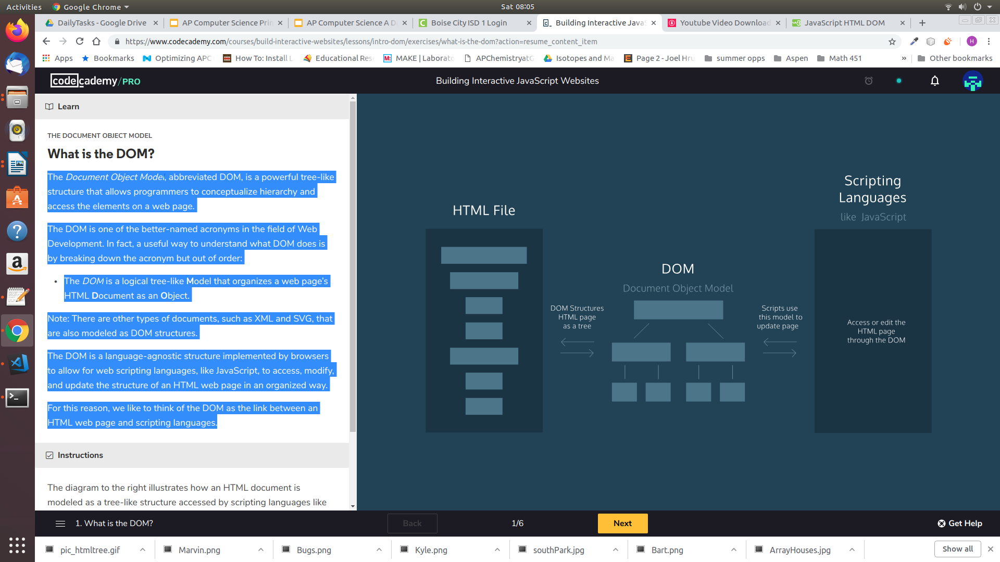 Activities Google Chrome Sat 08:05
DailyTasks - Google Drive AP Computer Science Prin AP Computer Science A D Boise City ISD 1 Login Building Interactive JavaS Youtube Video Download JavaScript HTML DOM
https://www.codecademy.com/courses/build-interactive-websites/lessons/intro-dom/exercises/what-is-the-dom?action=resume_content_item H
Apps Bookmarks Optimizing APC How To: Install L Educational Res MAKE | Laborato APChemistryatG Isotopes and Ma Page 2 - Joel Hru summer opps Aspen Math 451 » Other bookmarks
codecademy/PRO Building Interactive JavaScript Websites
Learn
THE DOCUMENT OBJECT MODEL
What is the DOM?
The Document Object Model, abbreviated DOM, is a powerful tree-like
structure that allows programmers to conceptualize hierarchy and
access the elements on a web page.
The DOM is one of the better-named acronyms in the field of Web
Development. In fact, a useful way to understand what DOM does is
by breaking down the acronym but out of order:
• The DOM is a logical tree-like Model that organizes a web page's
HTML Document as an Object.
Note: There are other types of documents, such as XML and SVG, that
are also modeled as DOM structures.
The DOM is a language-agnostic structure implemented by browsers
to allow for web scripting languages, like JavaScript, to access, modify,
and update the structure of an HTML web page in an organized way.
For this reason, we like to think of the DOM as the link between an
HTML web page and scripting languages.
Instructions
The diagram to the right illustrates how an HTML document is
modeled as a tree-like structure accessed by scripting languages like
HTML File
DOM Structures
HTML page
as a tree
DOM
Document Object Model
Scripts use
this model to
update page
Scripting
Languages
like JavaScript
Access or edit the
HTML page
through the DOM
1. What is the DOM? Back 1/6 Next Get Help
pic_htmltree.gif Marvin.png Bugs.png Kyle.png southPark.jpg Bart.png ArrayHouses.jpg Show all